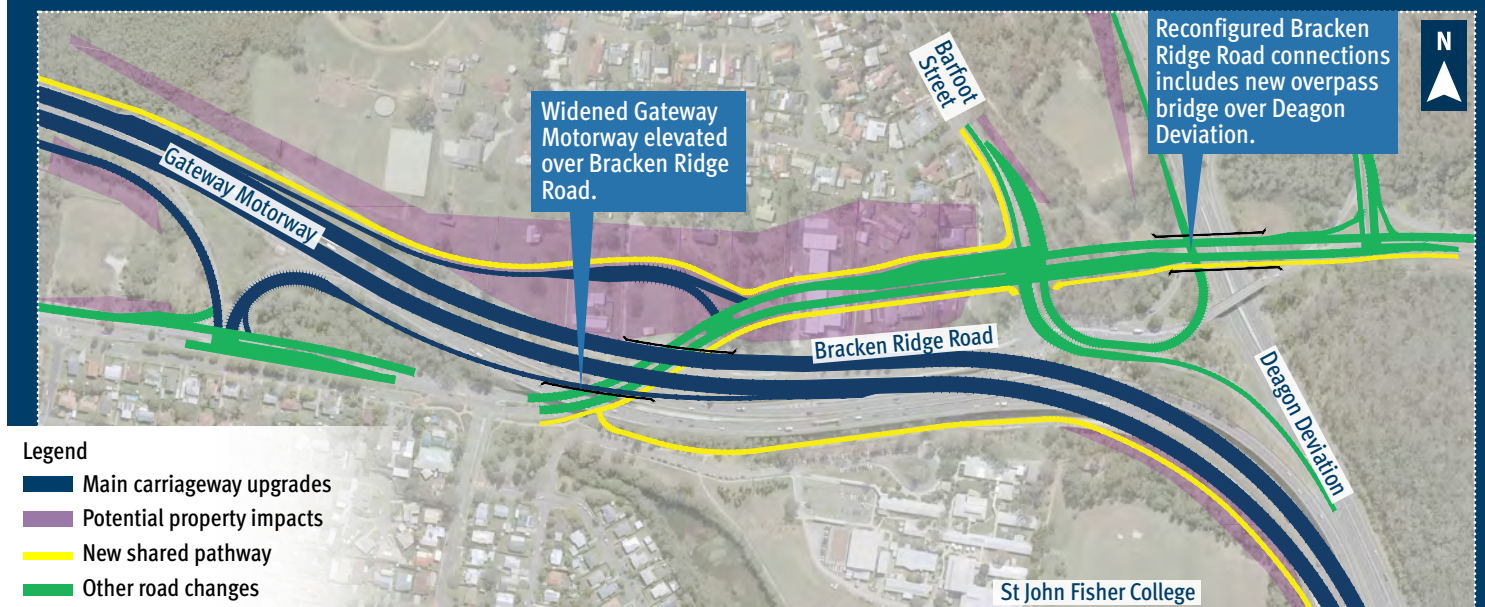 Barfoot
Street
Reconfigured Bracken
Ridge Road connections
includes new overpass
bridge over Deagon
Deviation.
N
Widened Gateway
Motorway elevated
over Bracken Ridge
Road.
Gateway Motorway
Bracken Ridge Road
Deagon Deviation
Legend
Main carriageway upgrades
Potential property impacts
New shared pathway
Other road changes
St John Fisher College